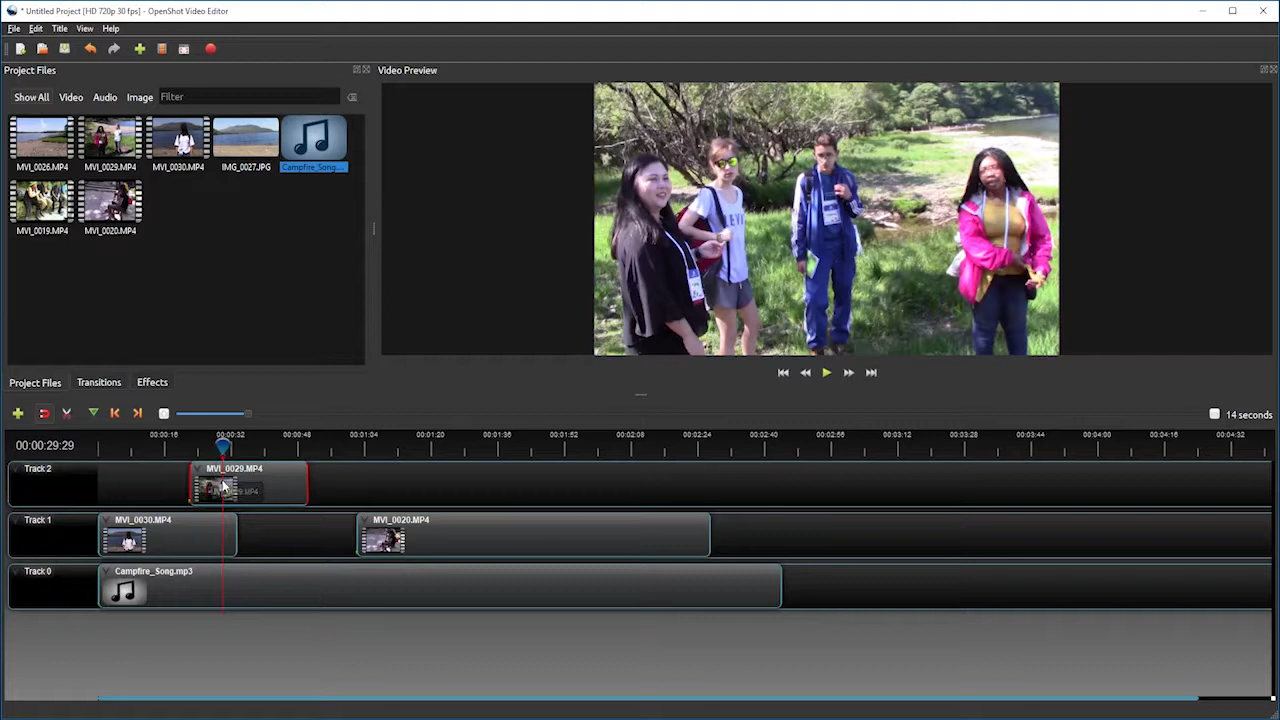 * Untitled Project [HD 720p 30 fps] - OpenShot Video Editor
File Edit Title View Help
Project Files
Video Preview
Show All Video Audio Image Filter
MVI_0026.MP4 MVI_0029.MP4 MVI_0030.MP4 IMG_0027.JPG Campfire_Song...
MVI_0019.MP4 MVI_0020.MP4
Project Files Transitions Effects
14 seconds
00:00:29:29
00:00:16 00:00:32 00:00:48 00:01:04 00:01:20 00:01:36 00:01:52 00:02:08 00:02:24 00:02:40 00:02:56 00:03:12 00:03:28 00:03:44 00:04:00 00:04:16 00:04:32
Track 2 MVI_0029.MP4
Track 1 MVI_0030.MP4 MVI_0020.MP4
Track 0 Campfire_Song.mp3